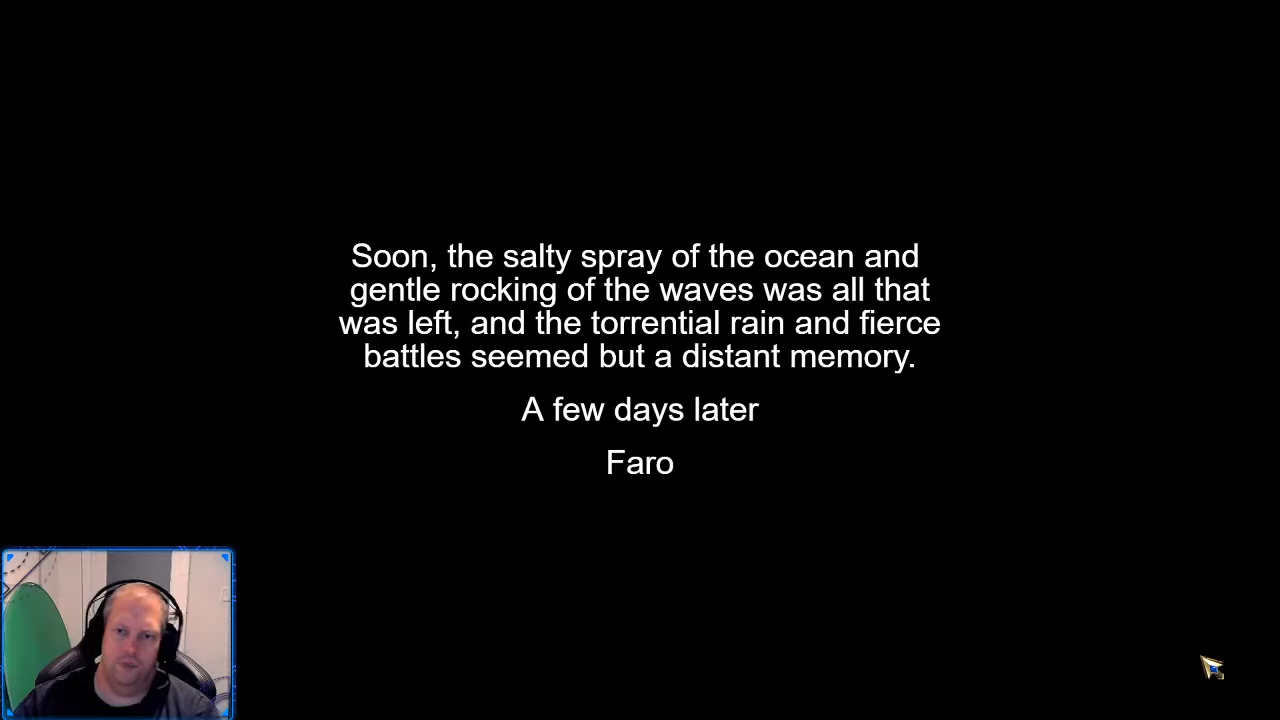 Soon, the salty spray of the ocean and
gentle rocking of the waves was all that
was left, and the torrential rain and fierce
battles seemed but a distant memory.
A few days later
Faro